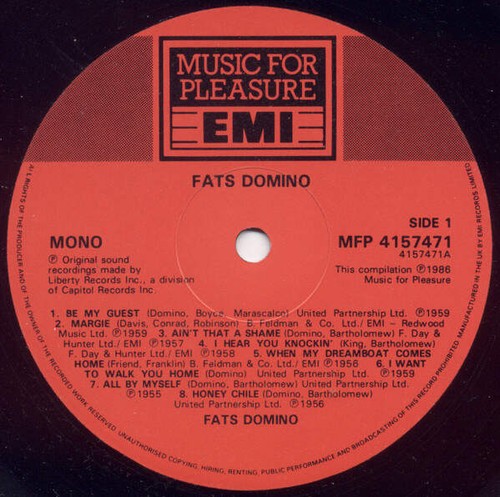 MUSIC FOR
PLEASURE
EMI
FATS DOMINO
MONO
SIDE 1
MFP 4157471
4157471A
℗ Original sound
recordings made by
Liberty Records Inc., a division
of Capitol Records Inc.
This compilation ℗1986
Music for Pleasure
1. BE MY GUEST (Domino, Boyce, Marascalco) United Partnership Ltd. ℗1959
2. MARGIE (Davis, Conrad, Robinson) B. Feldman & Co. Ltd./EMI – Redwood
Music Ltd. ℗1959 3. AIN'T THAT A SHAME (Domino, Bartholomew) F. Day &
Hunter Ltd./EMI ℗1957 4. I HEAR YOU KNOCKIN' (King, Bartholomew)
F. Day & Hunter Ltd./EMI ℗1958 5. WHEN MY DREAMBOAT COMES
HOME (Friend, Franklin) B. Feldman & Co. Ltd./EMI ℗1956 6. I WANT
TO WALK YOU HOME (Domino) United Partnership Ltd. ℗1959
7. ALL BY MYSELF (Domino, Bartholomew) United Partnership Ltd.
℗1955 8. HONEY CHILE (Domino, Bartholomew)
United Partnership Ltd. ℗1956
FATS DOMINO
ALL RIGHTS OF THE PRODUCER AND OF THE OWNER OF THE RECORDED WORK RESERVED. UNAUTHORISED COPYING, HIRING, RENTING, PUBLIC PERFORMANCE AND BROADCASTING OF THIS RECORD PROHIBITED. MANUFACTURED IN THE UK BY EMI RECORDS LIMITED